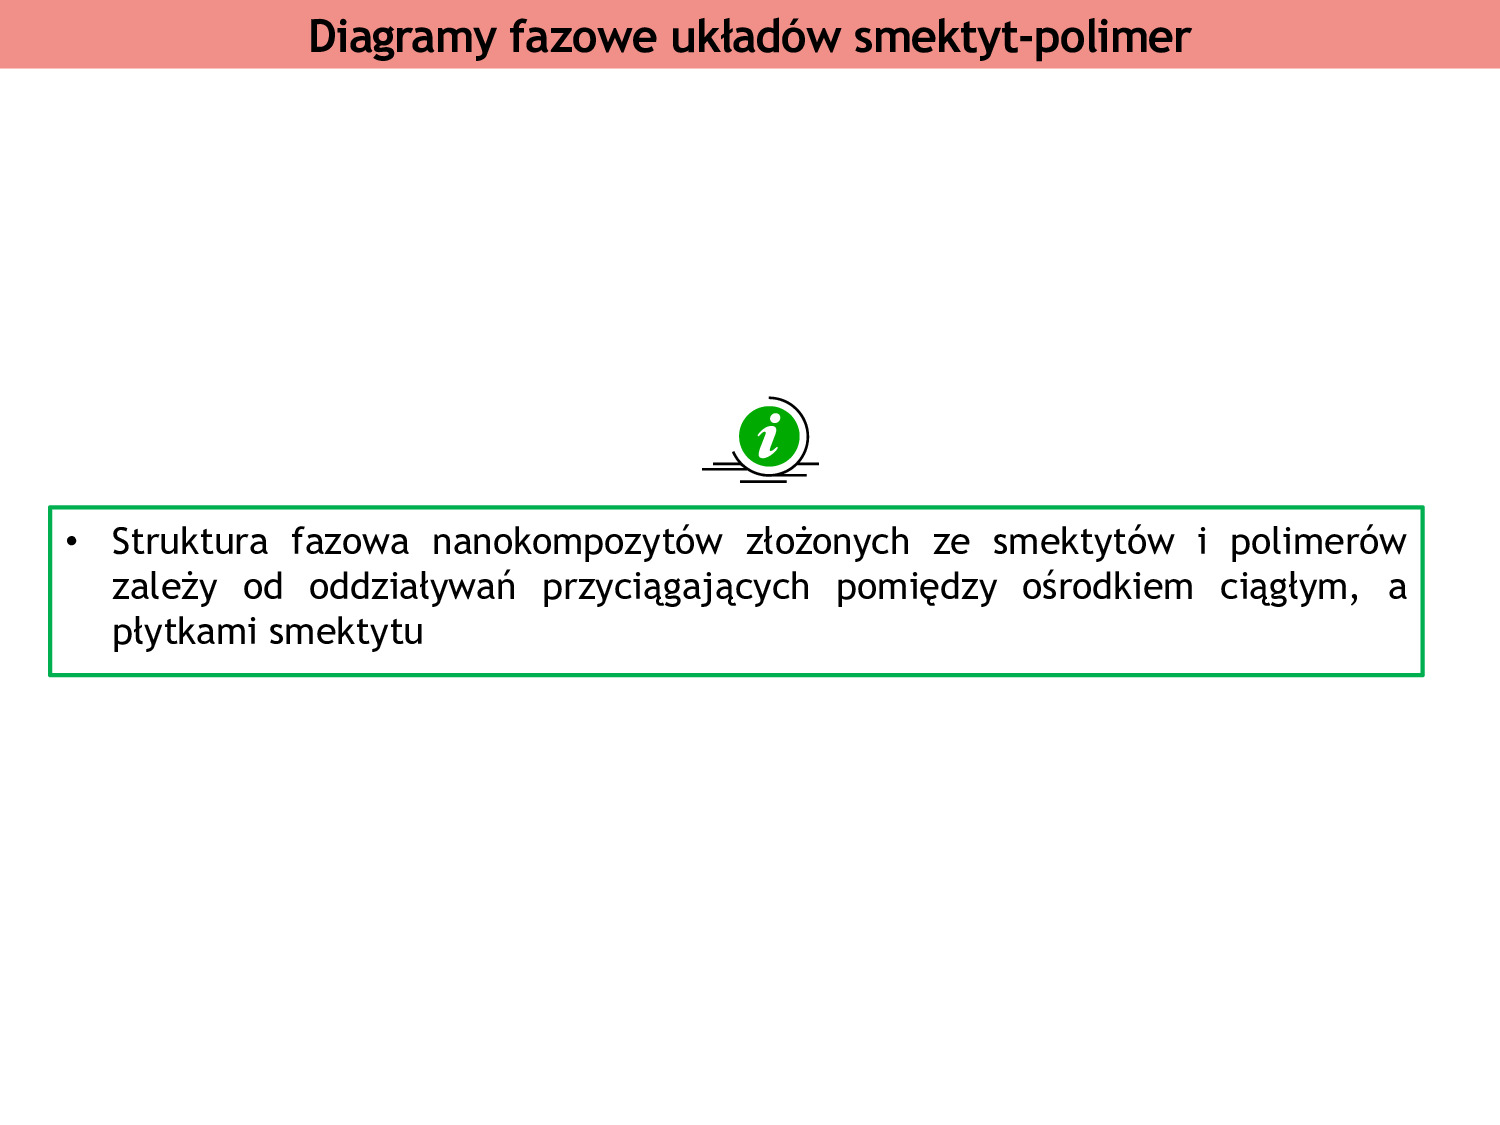 Diagramy fazowe układów smektyt-polimer
i
• Struktura fazowa nanokompozytów złożonych ze smektytów i polimerów
zależy od oddziaływań przyciągających pomiędzy ośrodkiem ciągłym, a
płytkami smektytu